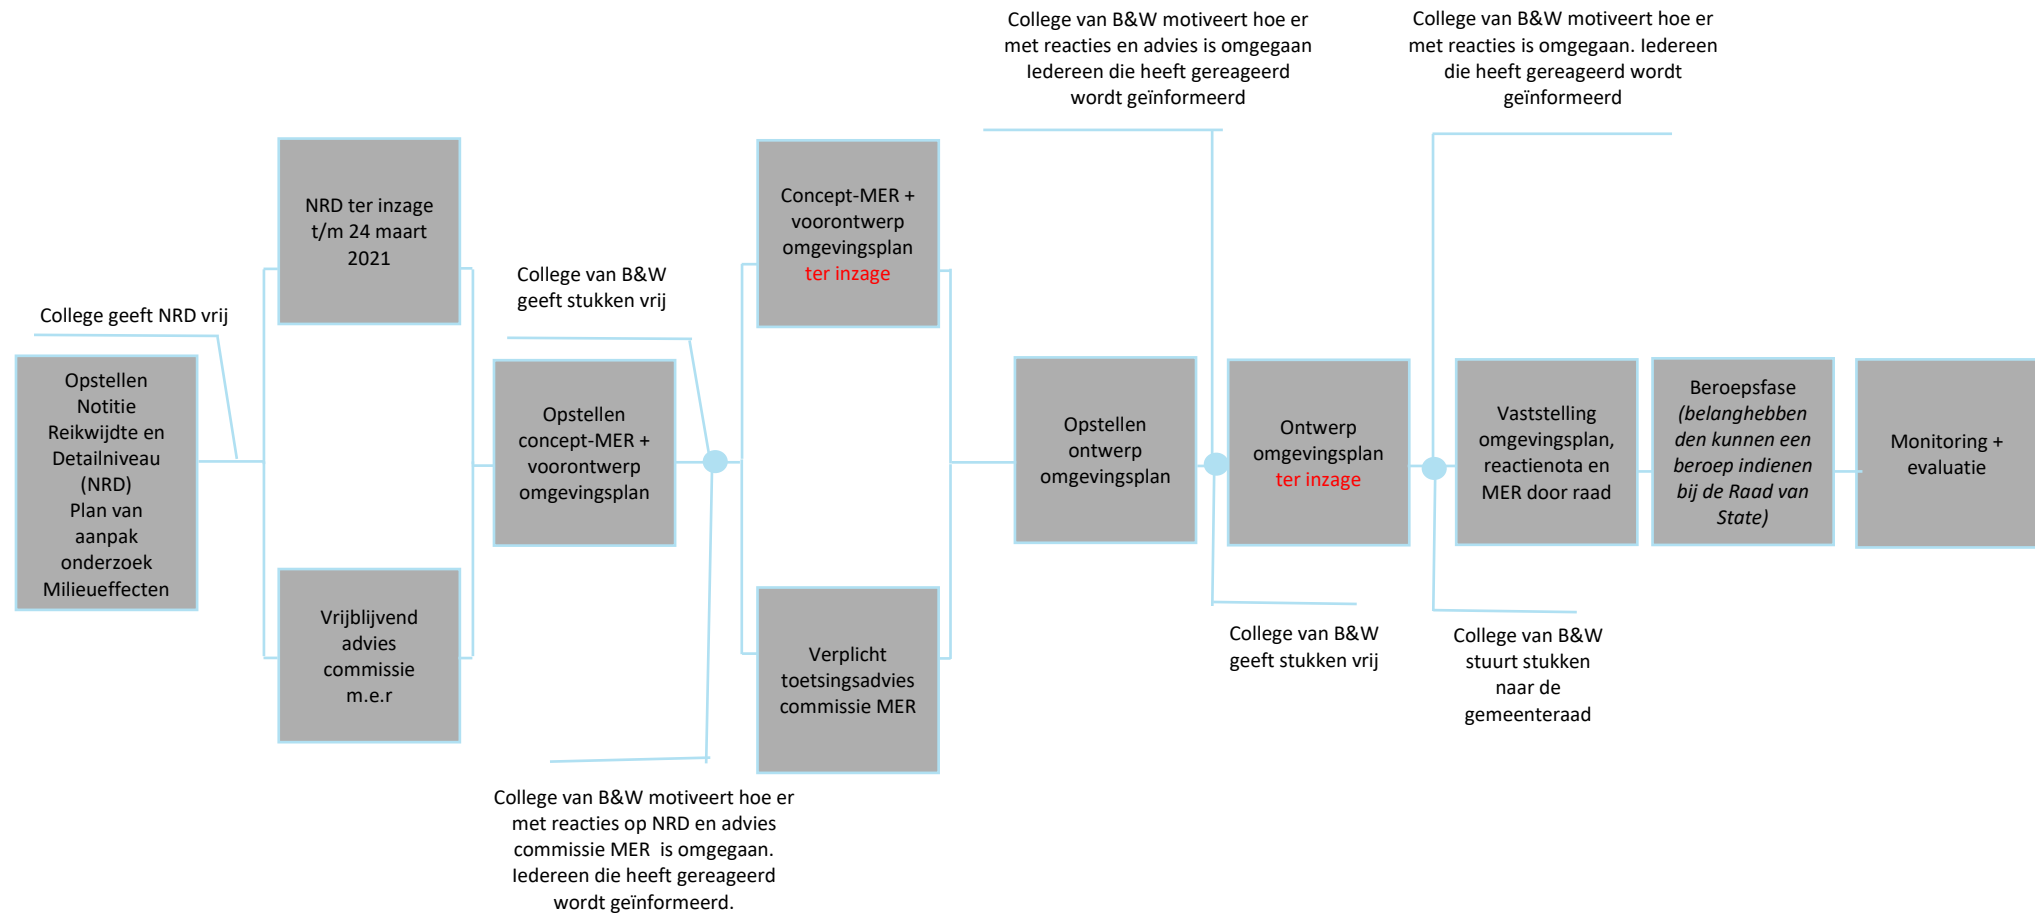 College geeft NRD vrij
Opstellen
Notitie
Reikwijdte en
Detailniveau
(NRD)
Plan van
aanpak
onderzoek
Milieueffecten
NRD ter inzage
t/m 24 maart
2021
Vrijblijvend
advies
commissie
m.e.r
College van B&W
geeft stukken vrij
Opstellen
concept-MER +
voorontwerp
omgevingsplan
College van B&W motiveert hoe er
met reacties op NRD en advies
commissie MER  is omgegaan.
Iedereen die heeft gereageerd
wordt geïnformeerd.
Concept-MER +
voorontwerp
omgevingsplan
ter inzage
Verplicht
toetsingsadvies
commissie MER
Opstellen
ontwerp
omgevingsplan
College van B&W motiveert hoe er
met reacties en advies is omgegaan
Iedereen die heeft gereageerd
wordt geïnformeerd
College van B&W
geeft stukken vrij
Ontwerp
omgevingsplan
ter inzage
College van B&W motiveert hoe er
met reacties is omgegaan. Iedereen
die heeft gereageerd wordt
geïnformeerd
College van B&W
stuurt stukken
naar de
gemeenteraad
Vaststelling
omgevingsplan,
reactienota en
MER door raad
Beroepsfase
(belanghebben
den kunnen een
beroep indienen
bij de Raad van
State)
Monitoring +
evaluatie